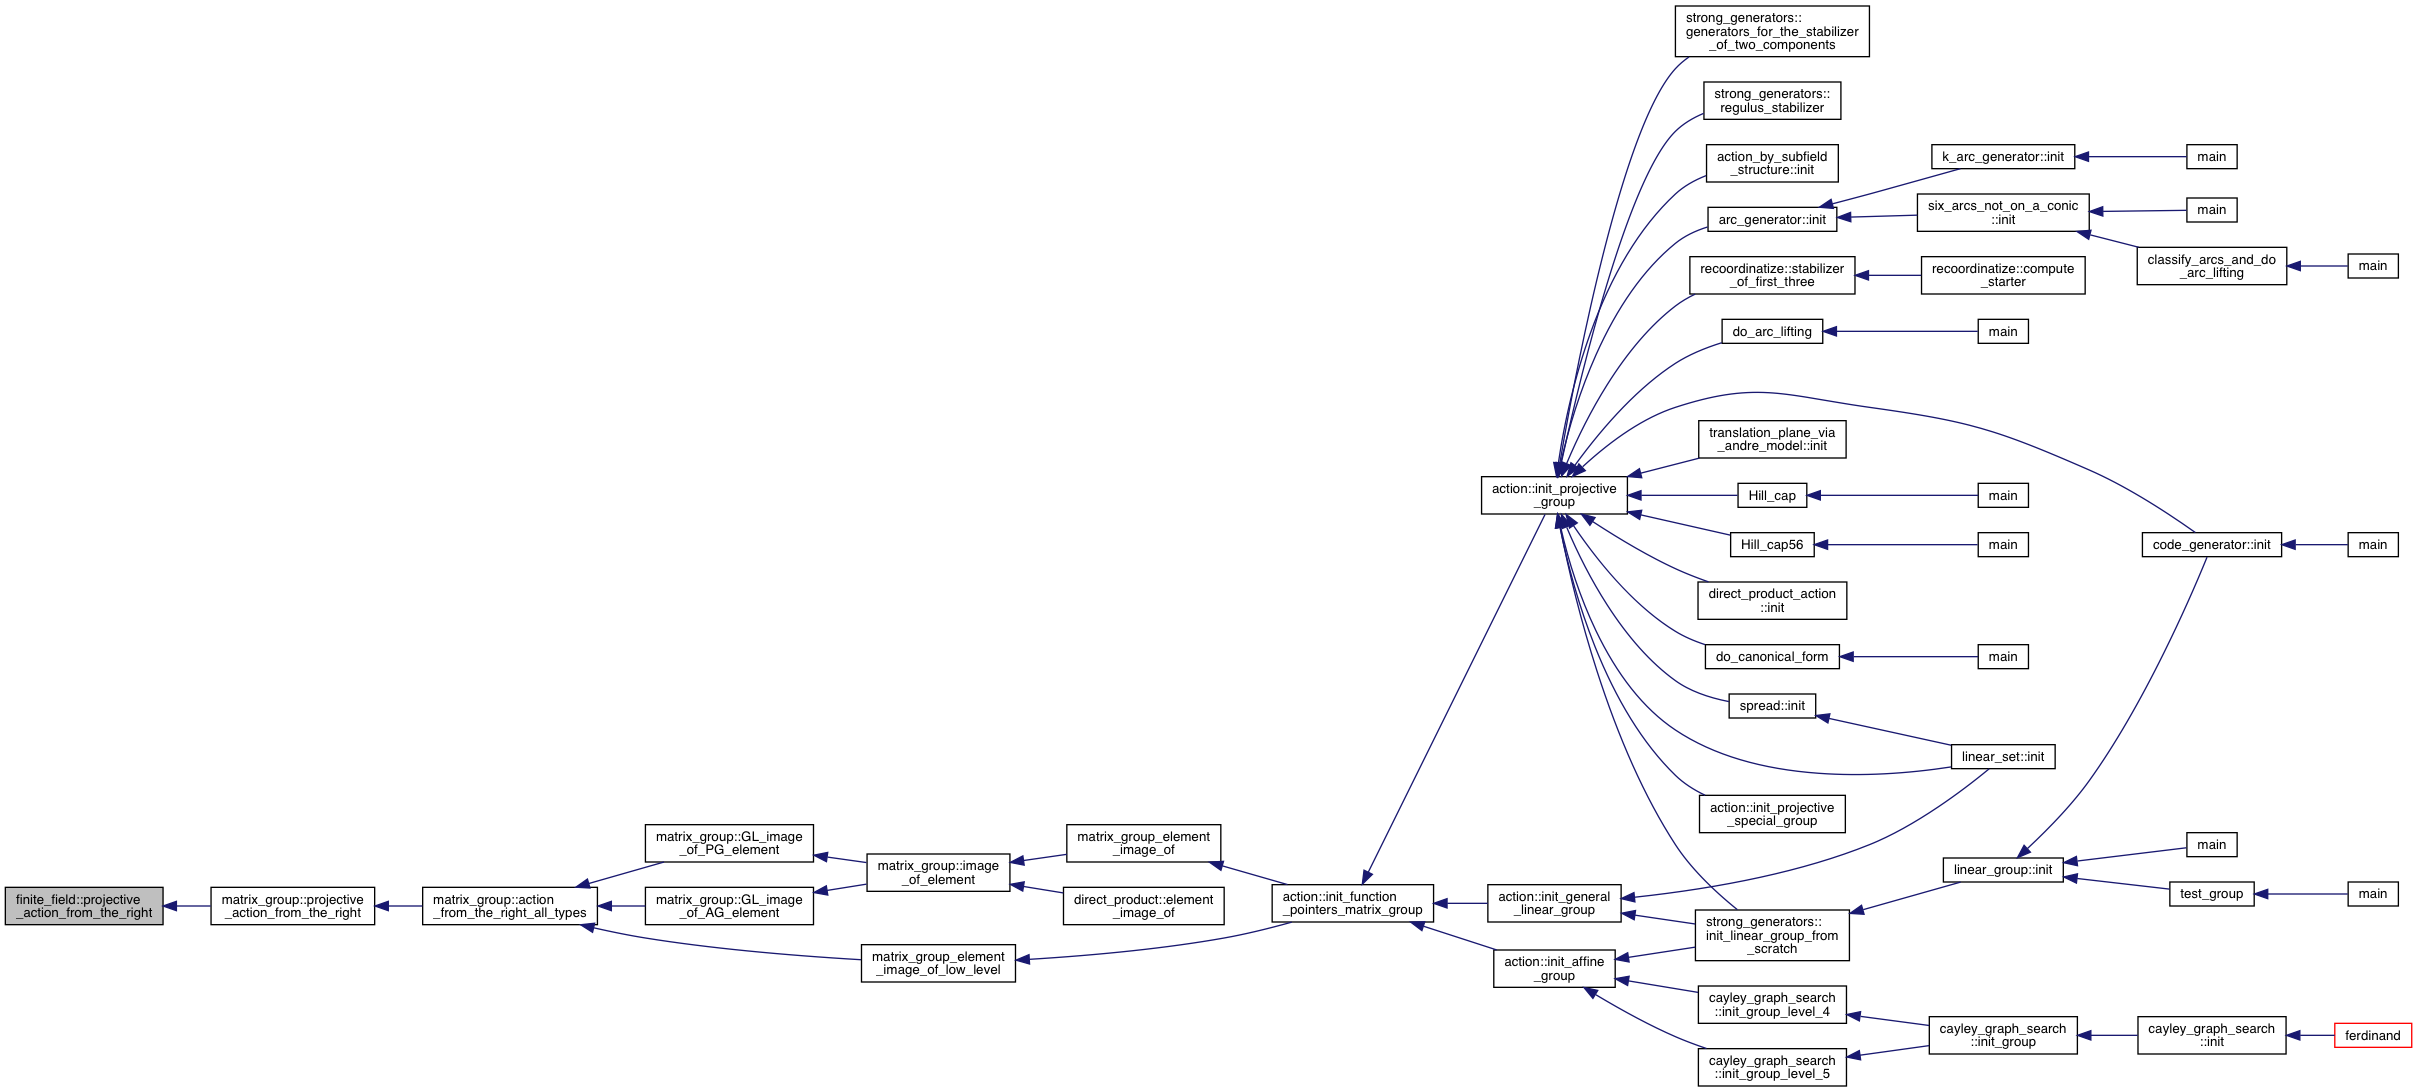 strong_generators::
generators_for_the_stabilizer
_of_two_components
strong_generators::
regulus_stabilizer
action_by_subfield
_structure::init
k_arc_generator::init
main
arc_generator::init
six_arcs_not_on_a_conic
::init
main
classify_arcs_and_do
_arc_lifting
main
recoordinatize::stabilizer
_of_first_three
recoordinatize::compute
_starter
do_arc_lifting
main
translation_plane_via
_andre_model::init
action::init_projective
_group
Hill_cap
main
Hill_cap56
main
code_generator::init
main
direct_product_action
::init
do_canonical_form
main
spread::init
linear_set::init
action::init_projective
_special_group
finite_field::projective
_action_from_the_right
matrix_group::projective
_action_from_the_right
matrix_group::action
_from_the_right_all_types
matrix_group::GL_image
_of_PG_element
matrix_group::GL_image
_of_AG_element
matrix_group::image
_of_element
matrix_group_element
_image_of
direct_product::element
_image_of
matrix_group_element
_image_of_low_level
action::init_function
_pointers_matrix_group
action::init_general
_linear_group
action::init_affine
_group
strong_generators::
init_linear_group_from
_scratch
linear_group::init
main
test_group
main
cayley_graph_search
::init_group_level_4
cayley_graph_search
::init_group_level_5
cayley_graph_search
::init_group
cayley_graph_search
::init
ferdinand